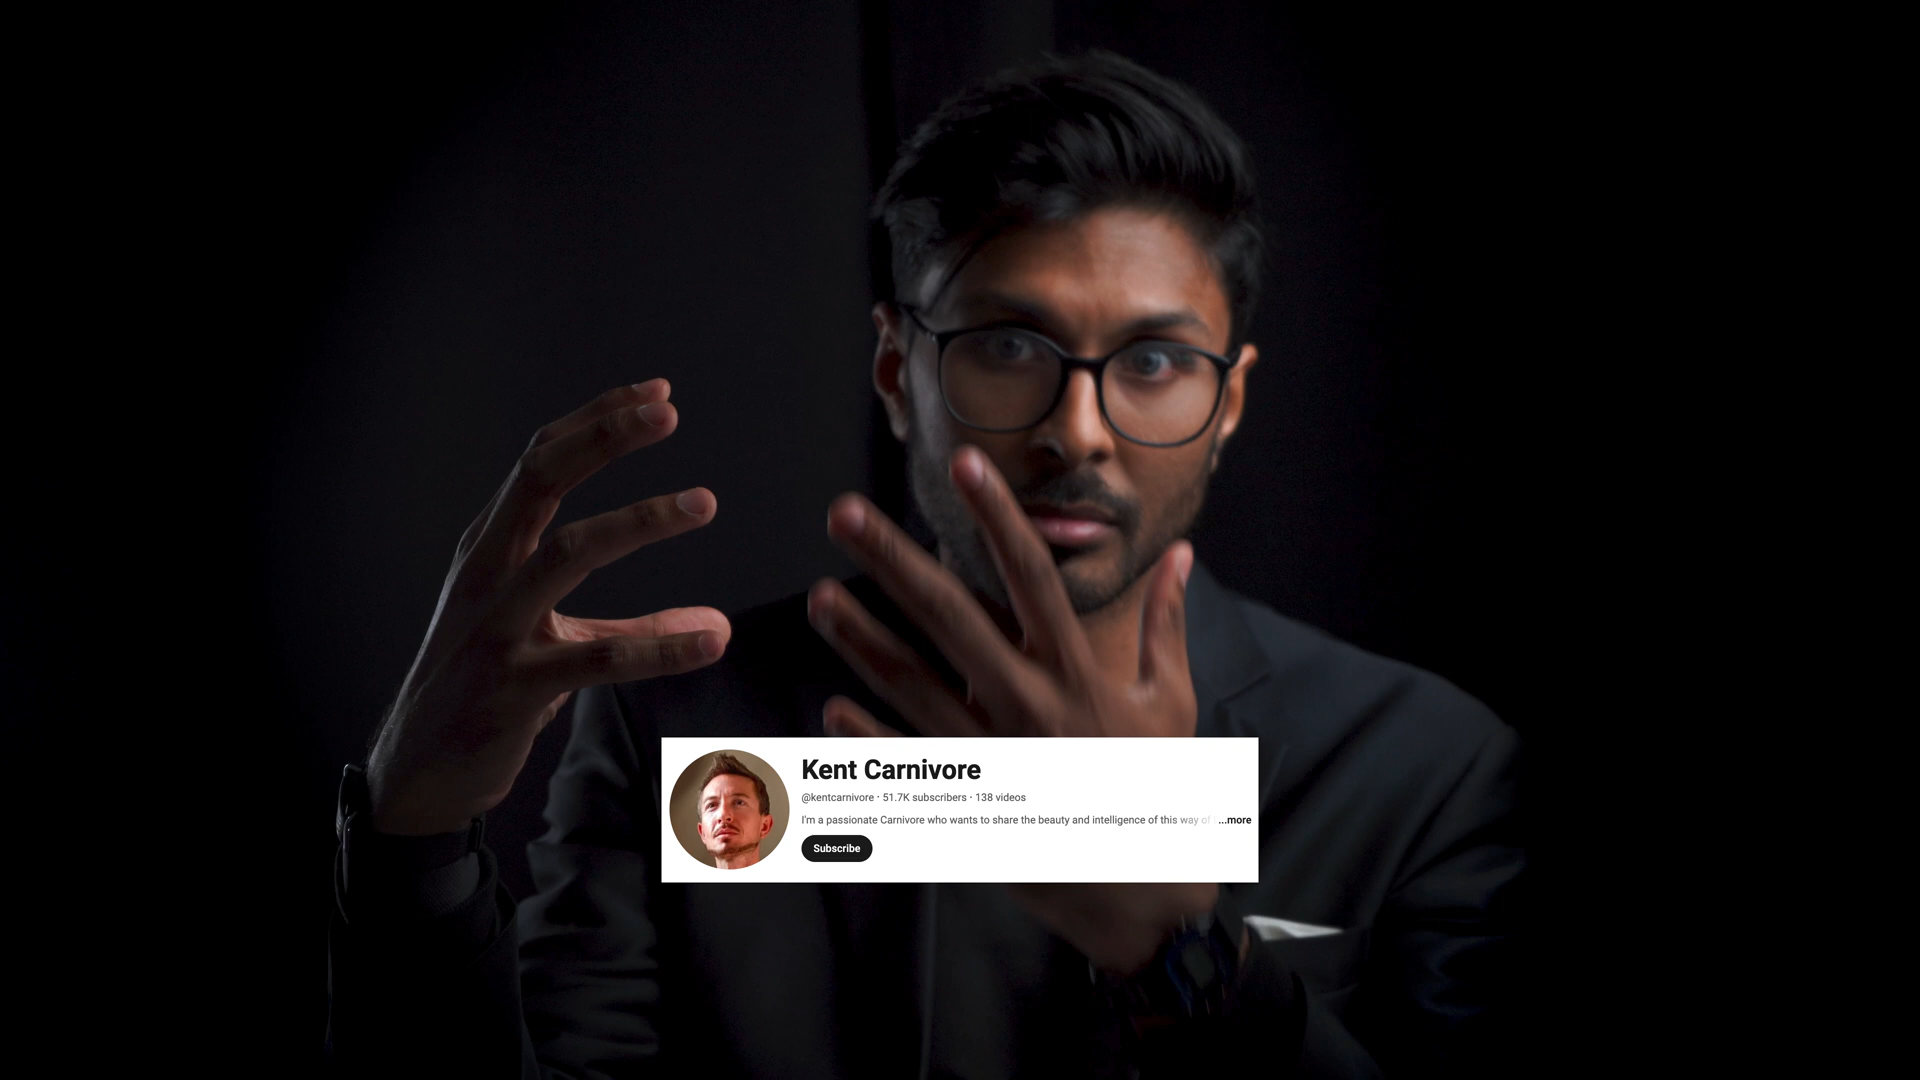 Kent Carnivore
@kentcarnivore · 51.7K subscribers · 138 videos
I'm a passionate Carnivore who wants to share the beauty and intelligence of this way of ...more
Subscribe